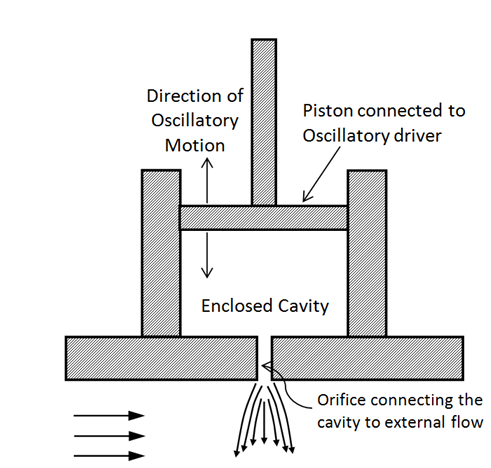 Direction of
Oscillatory
Motion
Piston connected to
Oscillatory driver
Enclosed Cavity
Orifice connecting the
cavity to external flow